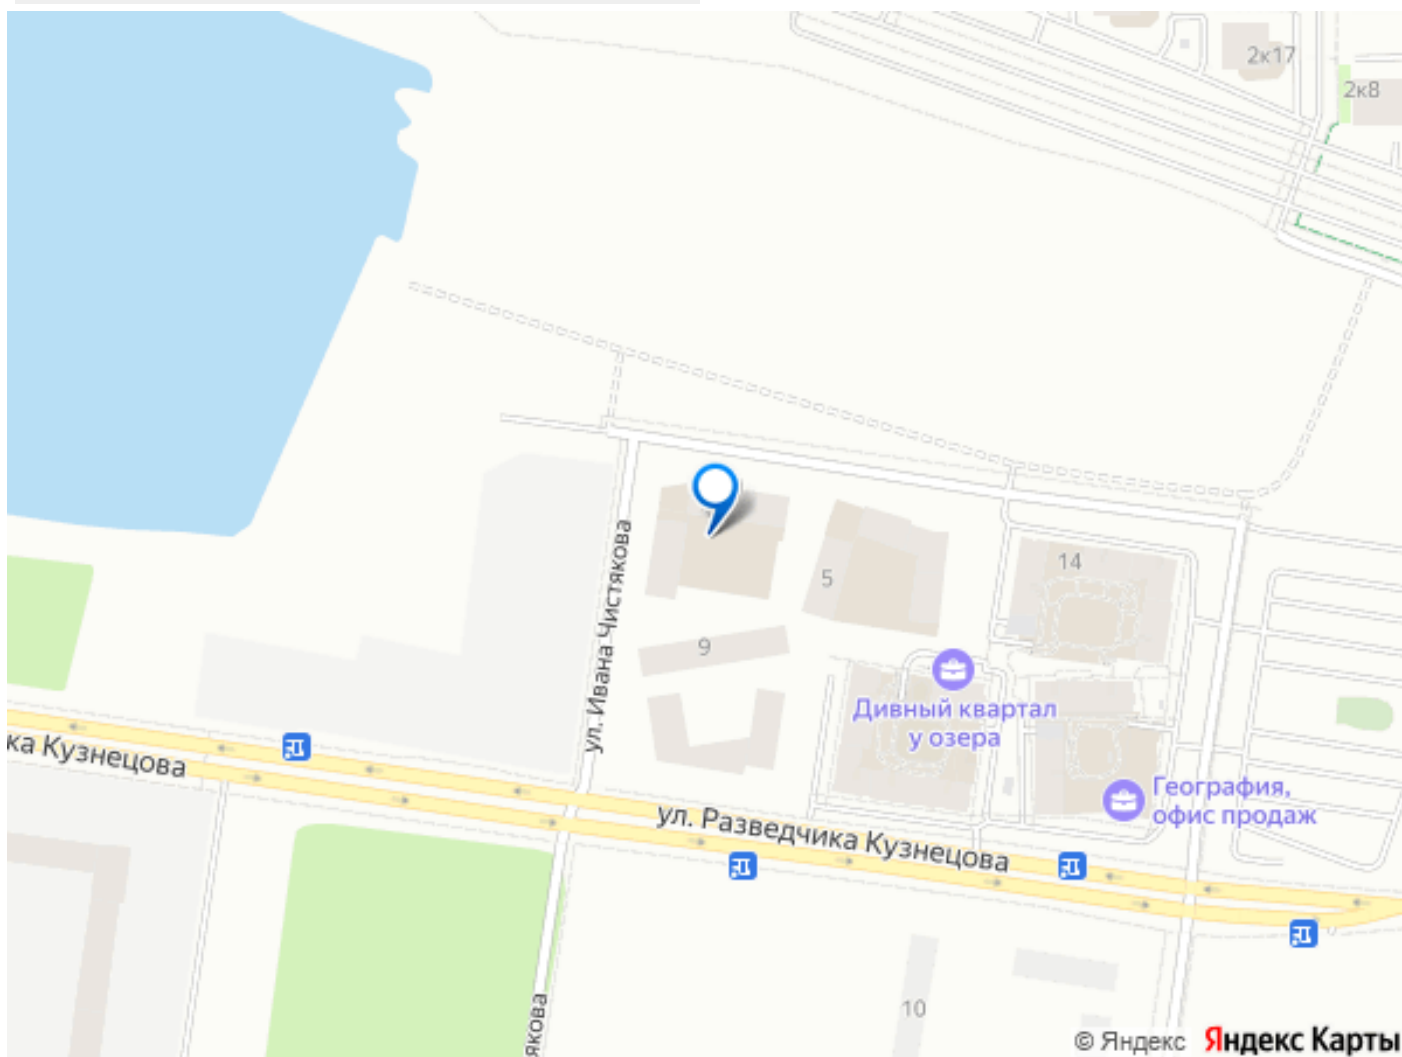 2к17
2к8
ул. Ивана Чистякова
5
14
9
Дивный квартал
у озера
ка Кузнецова
География,
офис продаж
ул. Разведчика Кузнецова
10
якова
© Яндекс Яндекс Карты